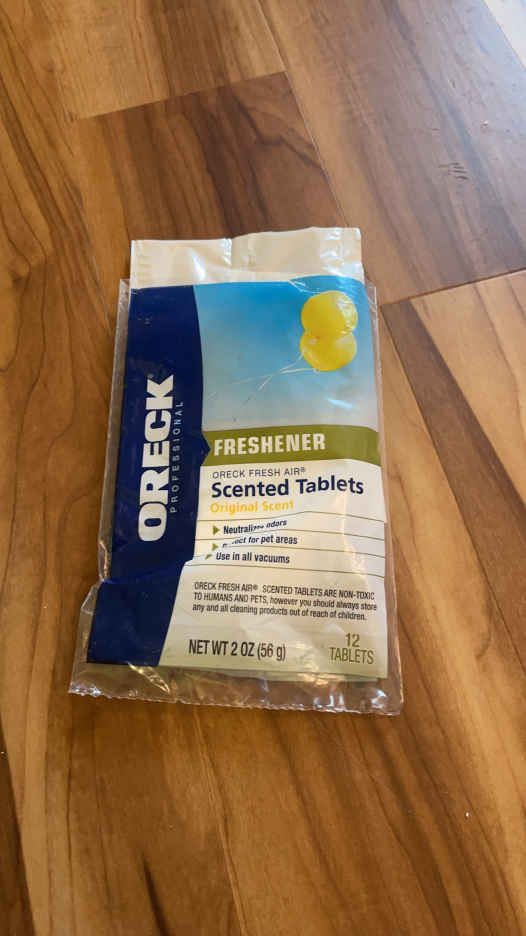 ORECK®
PROFESSIONAL
FRESHENER
ORECK FRESH AIR®
Scented Tablets
Original Scent
Neutralize odors
for pet areas
Use in all vacuums
ORECK FRESH AIR® SCENTED TABLETS ARE NON-TOXIC
TO HUMANS AND PETS, however you should always store
any and all cleaning products out of reach of children.
NET WT 2 OZ (56 g)
12
TABLETS